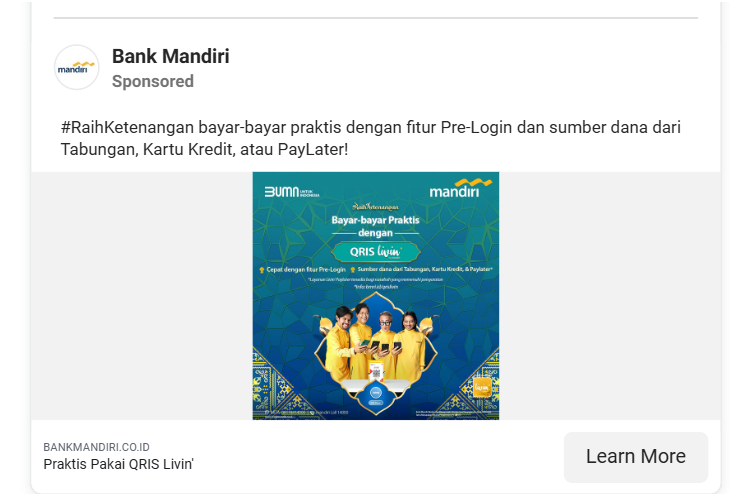 Bank Mandiri
mandiri
Sponsored
#RaihKetenangan bayar-bayar praktis dengan fitur Pre-Login dan sumber dana dari
Tabungan, Kartu Kredit, atau PayLater!
BUMN UNTUK
INDONESIA
mandiri
#RaihKetenangan
Bayar-bayar Praktis
dengan
QRIS livin'
Cepat dengan fitur Pre-Login
Sumber dana dari Tabungan, Kartu Kredit, & Paylater*
BANKMANDIRI.CO.ID
Praktis Pakai QRIS Livin'
Learn More